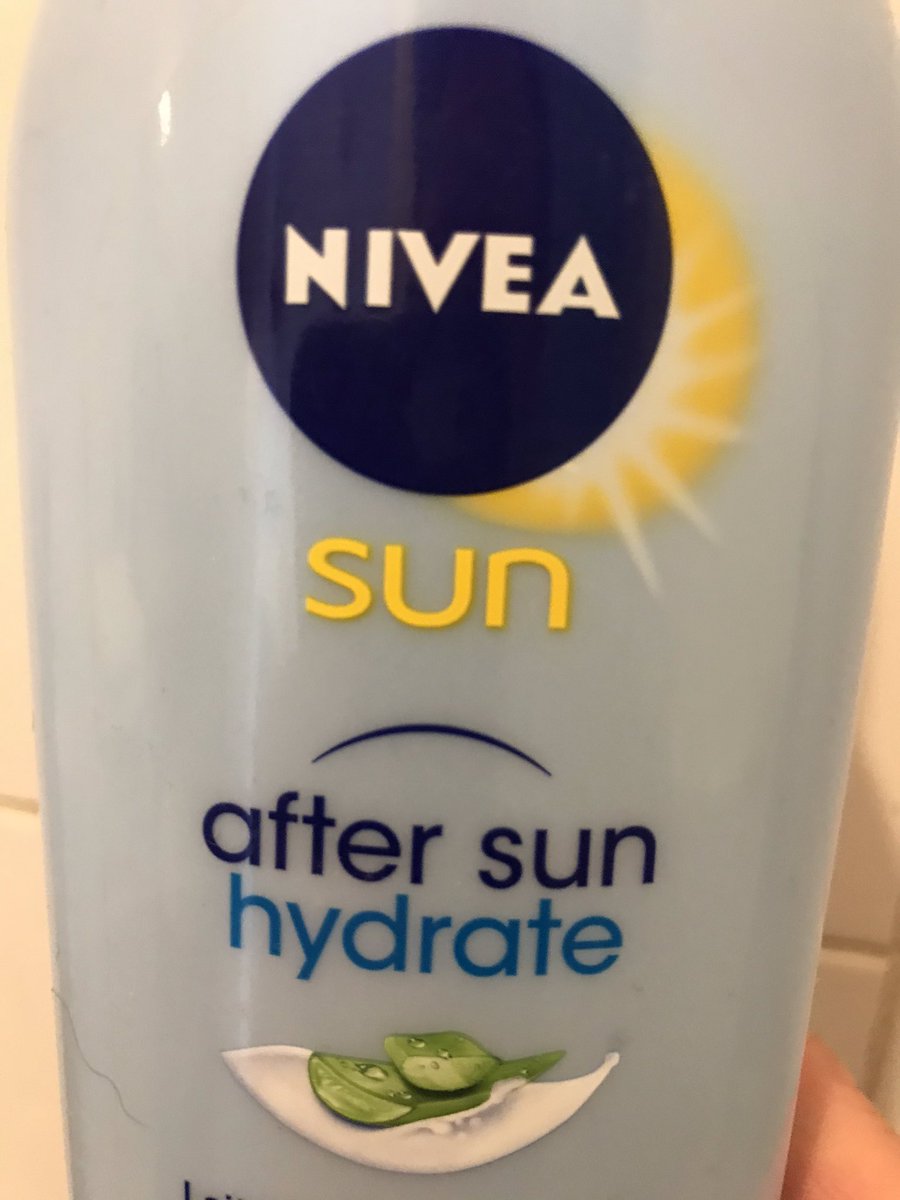 NIVEA
sun
after sun
hydrate